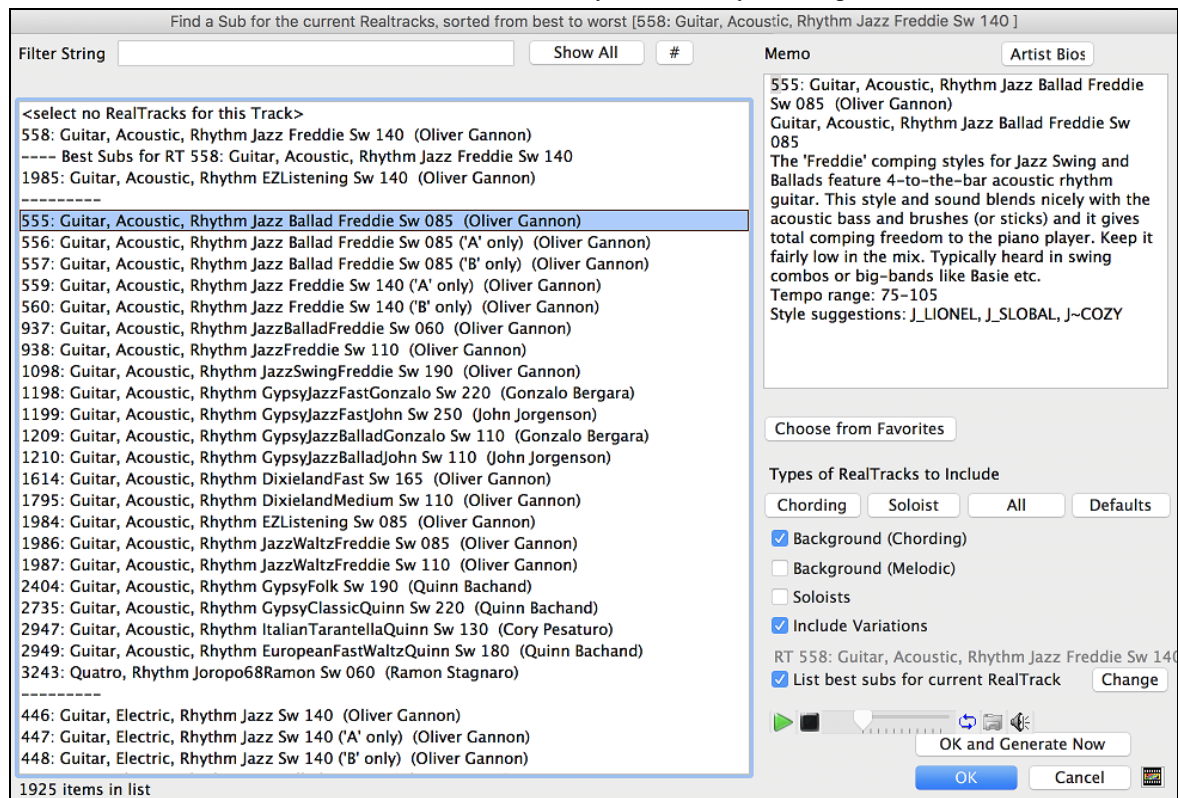 Find a Sub for the current Realtracks, sorted from best to worst [558: Guitar, Acoustic, Rhythm Jazz Freddie Sw 140 ]
Filter String
Show All
#
<select no RealTracks for this Track>
558: Guitar, Acoustic, Rhythm Jazz Freddie Sw 140 (Oliver Gannon)
---- Best Subs for RT 558: Guitar, Acoustic, Rhythm Jazz Freddie Sw 140
1985: Guitar, Acoustic, Rhythm EZListening Sw 140 (Oliver Gannon)
---------
555: Guitar, Acoustic, Rhythm Jazz Ballad Freddie Sw 085 (Oliver Gannon)
556: Guitar, Acoustic, Rhythm Jazz Ballad Freddie Sw 085 ('A' only) (Oliver Gannon)
557: Guitar, Acoustic, Rhythm Jazz Ballad Freddie Sw 085 ('B' only) (Oliver Gannon)
559: Guitar, Acoustic, Rhythm Jazz Freddie Sw 140 ('A' only) (Oliver Gannon)
560: Guitar, Acoustic, Rhythm Jazz Freddie Sw 140 ('B' only) (Oliver Gannon)
937: Guitar, Acoustic, Rhythm JazzBalladFreddie Sw 060 (Oliver Gannon)
938: Guitar, Acoustic, Rhythm JazzFreddie Sw 110 (Oliver Gannon)
1098: Guitar, Acoustic, Rhythm JazzSwingFreddie Sw 190 (Oliver Gannon)
1198: Guitar, Acoustic, Rhythm GypsyJazzFastGonzalo Sw 220 (Gonzalo Bergara)
1199: Guitar, Acoustic, Rhythm GypsyJazzFastJohn Sw 250 (John Jorgenson)
1209: Guitar, Acoustic, Rhythm GypsyJazzBalladGonzalo Sw 110 (Gonzalo Bergara)
1210: Guitar, Acoustic, Rhythm GypsyJazzBalladJohn Sw 110 (John Jorgenson)
1614: Guitar, Acoustic, Rhythm DixielandFast Sw 165 (Oliver Gannon)
1795: Guitar, Acoustic, Rhythm DixielandMedium Sw 110 (Oliver Gannon)
1984: Guitar, Acoustic, Rhythm EZListening Sw 085 (Oliver Gannon)
1986: Guitar, Acoustic, Rhythm JazzWaltzFreddie Sw 085 (Oliver Gannon)
1987: Guitar, Acoustic, Rhythm JazzWaltzFreddie Sw 110 (Oliver Gannon)
2404: Guitar, Acoustic, Rhythm GypsyFolk Sw 190 (Quinn Bachand)
2735: Guitar, Acoustic, Rhythm GypsyClassicQuinn Sw 220 (Quinn Bachand)
2947: Guitar, Acoustic, Rhythm ItalianTarantellaQuinn Sw 130 (Cory Pesaturo)
2949: Guitar, Acoustic, Rhythm EuropeanFastWaltzQuinn Sw 180 (Quinn Bachand)
3243: Quatro, Rhythm Joropo68Ramon Sw 060 (Ramon Stagnaro)
---------
446: Guitar, Electric, Rhythm Jazz Sw 140 (Oliver Gannon)
447: Guitar, Electric, Rhythm Jazz Sw 140 ('A' only) (Oliver Gannon)
448: Guitar, Electric, Rhythm Jazz Sw 140 ('B' only) (Oliver Gannon)
1925 items in list
Memo
Artist Bios
555: Guitar, Acoustic, Rhythm Jazz Ballad Freddie
Sw 085 (Oliver Gannon)
Guitar, Acoustic, Rhythm Jazz Ballad Freddie Sw
085
The 'Freddie' comping styles for Jazz Swing and
Ballads feature 4-to-the-bar acoustic rhythm
guitar. This style and sound blends nicely with the
acoustic bass and brushes (or sticks) and it gives
total comping freedom to the piano player. Keep it
fairly low in the mix. Typically heard in swing
combos or big-bands like Basie etc.
Tempo range: 75-105
Style suggestions: J_LIONEL, J_SLOBAL, J~COZY
Choose from Favorites
Types of RealTracks to Include
Chording
Soloist
All
Defaults
Background (Chording)
Background (Melodic)
Soloists
Include Variations
RT 558: Guitar, Acoustic, Rhythm Jazz Freddie Sw 140
List best subs for current RealTrack
Change
OK and Generate Now
OK
Cancel